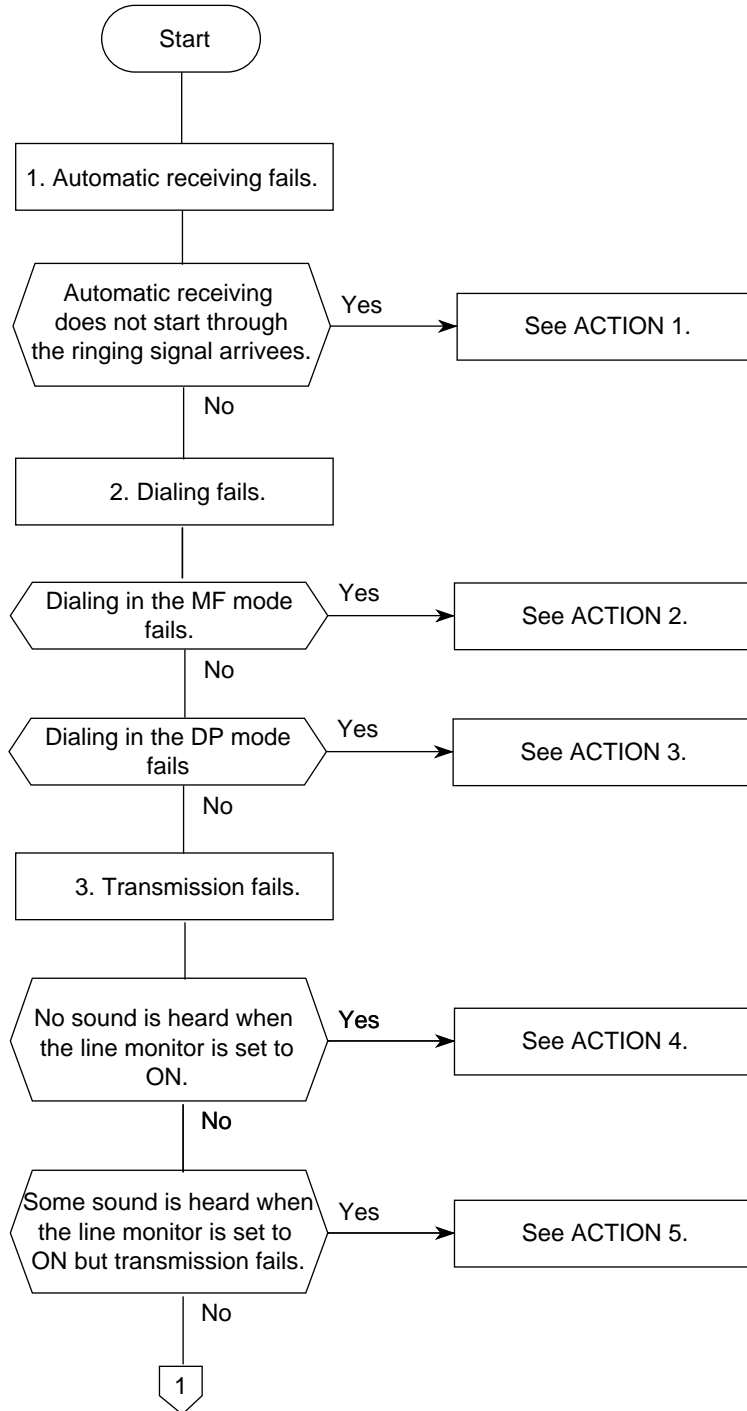 Start
1. Automatic receiving fails.
Automatic receiving
does not start through
the ringing signal arrivees.
Yes
See ACTION 1.
No
2. Dialing fails.
Dialing in the MF mode
fails.
Yes
See ACTION 2.
No
Dialing in the DP mode
fails
Yes
See ACTION 3.
No
3. Transmission fails.
No sound is heard when
the line monitor is set to
ON.
Yes
See ACTION 4.
No
Some sound is heard when
the line monitor is set to
ON but transmission fails.
Yes
See ACTION 5.
No
1